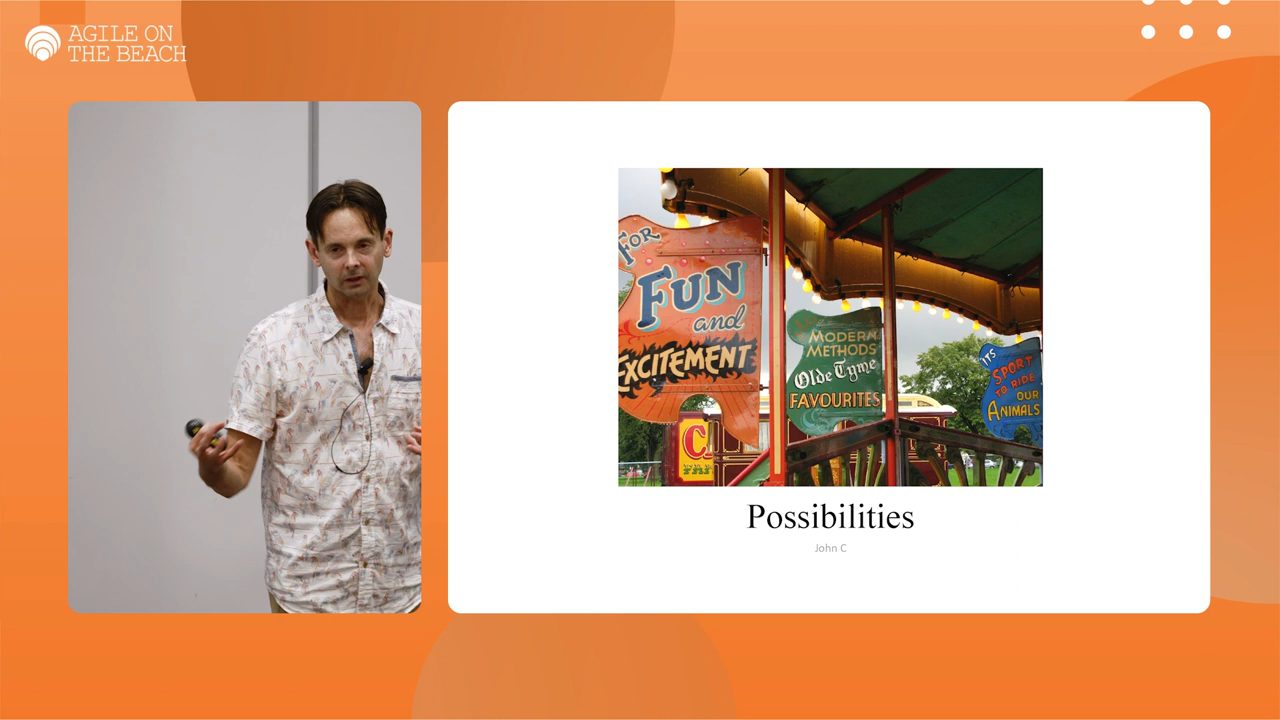 AGILE ON
THE BEACH
FOR
FUN
and
EXCITEMENT
MODERN
METHODS
Olde Tyme
FAVOURITES
ITS
SPORT
TO RIDE
OUR
ANIMALS
Possibilities
John C